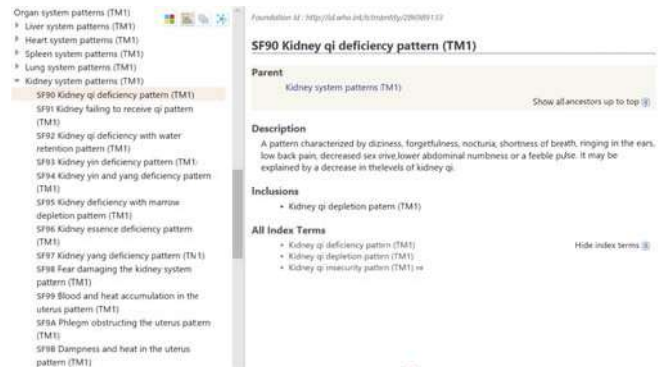 Organ system patterns (TM1)
Liver system patterns (TM1)
Heart system patterns (TM1)
Spleen system patterns (TM1)
Lung system patterns (TM1)
Kidney system patterns (TM1)
SF90 Kidney qi deficiency pattern (TM1)
SF91 Kidney failing to receive qi pattern
(TM1)
SF92 Kidney qi deficiency with water
retention pattern (TM1)
SF93 Kidney yin deficiency pattern (TM1)
SF94 Kidney yin and yang deficiency pattern
(TM1)
SF95 Kidney deficiency with marrow
depletion pattern (TM1)
SF96 Kidney essence deficiency pattern
(TM1)
SF97 Kidney yang deficiency pattern (TM1)
SF98 Fear damaging the kidney system
pattern (TM1)
SF99 Blood and heat accumulation in the
uterus pattern (TM1)
SF9A Phlegm obstructing the uterus pattern
(TM1)
SF9B Dampness and heat in the uterus
pattern (TM1)
Foundation Id :
SF90 Kidney qi deficiercy pattern (TM1)
Parent
Kidney system patterns TM1)
Show all ancestors up to top
Description
A pattern characterized by diziness, forgetfulness, nocturia, shortness of breath, ringing in the ears,
low back pain, decreased sex irive,lower abdominal numbness or a feeble pulse. It may be
explained by a decrease in thelevels of kidney qi.
Inclusions
• Kidney qi depletion patern (TM1)
All Index Terms
• Kidney qi deficiency pattern (TM1)
• Kidney qi depletion pattern (TM1)
• Kidney qi insecurity pattern (TM1)
Hide index terms